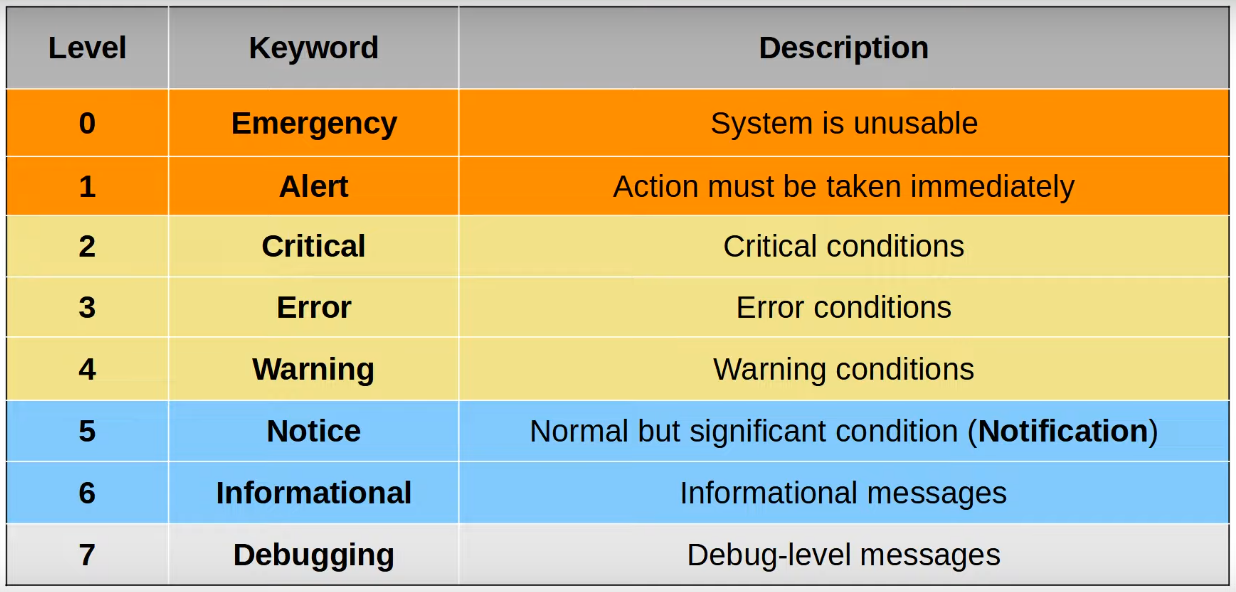 Level Keyword Description
0 Emergency System is unusable
1 Alert Action must be taken immediately
2 Critical Critical conditions
3 Error Error conditions
4 Warning Warning conditions
5 Notice Normal but significant condition (Notification)
6 Informational Informational messages
7 Debugging Debug-level messages